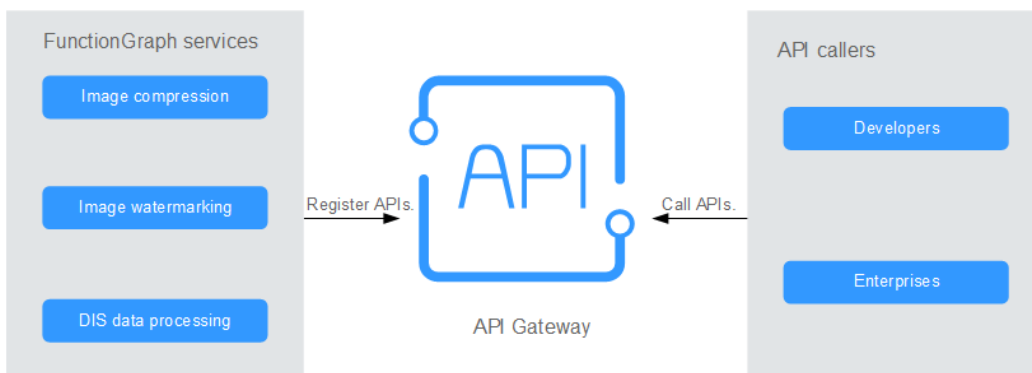 FunctionGraph services
Image compression
Image watermarking
DIS data processing
Register APIs.
API
API Gateway
Call APIs.
API callers
Developers
Enterprises